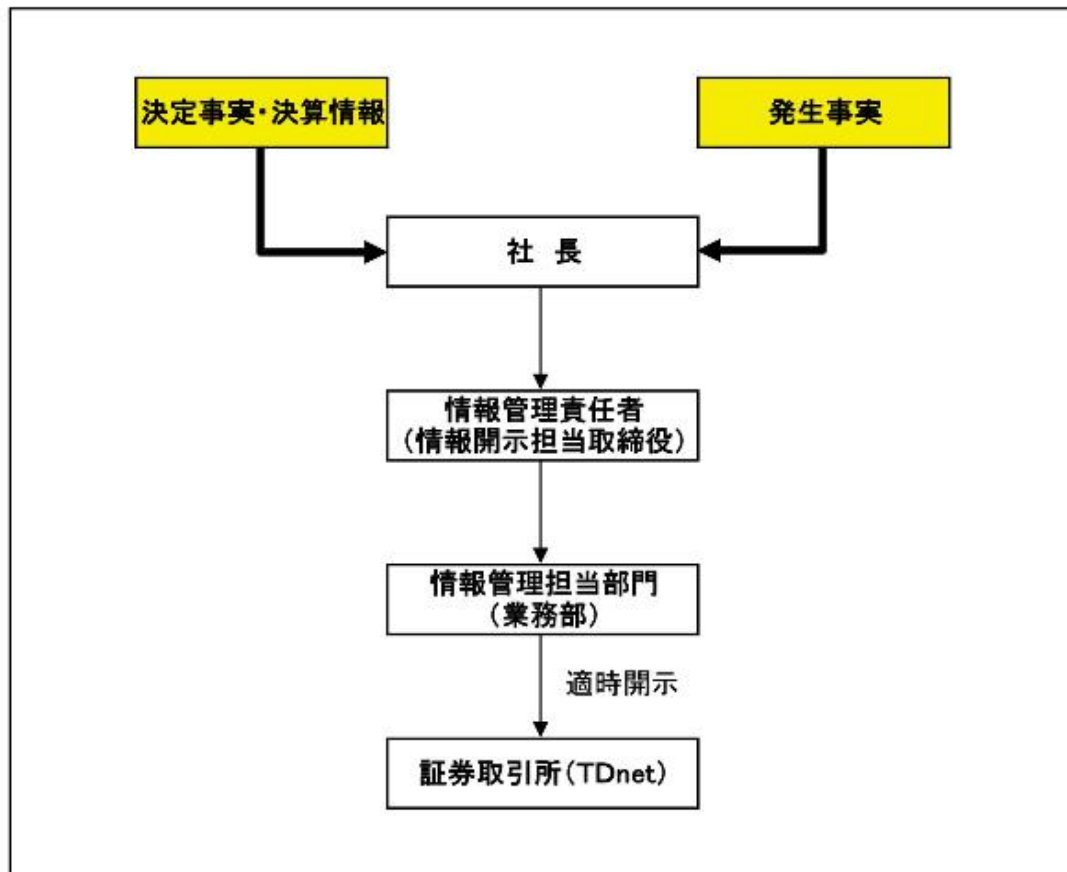 決定事実・決算情報
発生事実
社 長
情報管理責任者
（情報開示担当取締役）
情報管理担当部門
（業務部）
適時開示
証券取引所（TDnet）